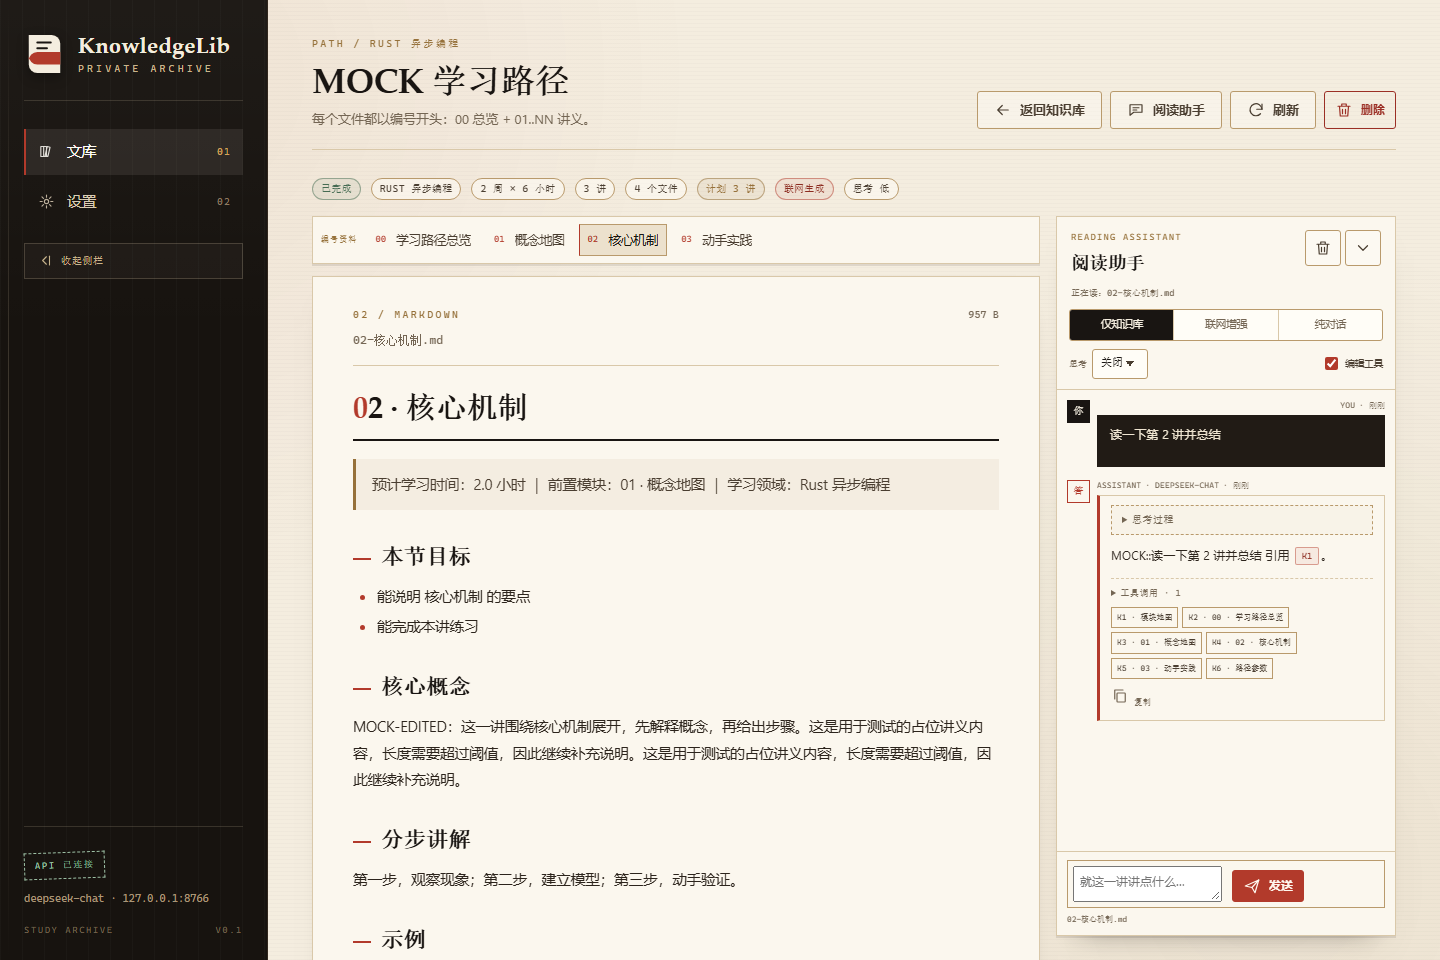 KnowledgeLib
PRIVATE ARCHIVE
文库 01
设置 02
收起侧栏
API 已连接
deepseek-chat · 127.0.0.1:8766
STUDY ARCHIVE V0.1
PATH / RUST 异步编程
MOCK 学习路径
每个文件都以编号开头：00 总览 + 01..NN 讲义。
返回知识库
阅读助手
刷新
删除
已完成
RUST 异步编程
2 周 × 6 小时
3 讲
4 个文件
计划 3 讲
联网生成
思考 低
编号资料
00 学习路径总览
01 概念地图
02 核心机制
03 动手实践
02 / MARKDOWN 957 B
02-核心机制.md
02 · 核心机制
预计学习时间：2.0 小时 ｜ 前置模块：01 · 概念地图 ｜ 学习领域：Rust 异步编程
本节目标
能说明 核心机制 的要点
能完成本讲练习
核心概念
MOCK-EDITED：这一讲围绕核心机制展开，先解释概念，再给出步骤。这是用于测试的占位讲义内
容，长度需要超过阈值，因此继续补充说明。这是用于测试的占位讲义内容，长度需要超过阈值，因
此继续补充说明。
分步讲解
第一步，观察现象；第二步，建立模型；第三步，动手验证。
示例
READING ASSISTANT
阅读助手
正在读：02-核心机制.md
仅知识库
联网增强
纯对话
思考 关闭
编辑工具
你
YOU · 刚刚
读一下第 2 讲并总结
答
ASSISTANT · DEEPSEEK-CHAT · 刚刚
思考过程
MOCK::读一下第 2 讲并总结 引用 K1 。
工具调用 · 1
K1 · 模块地图
K2 · 00 · 学习路径总览
K3 · 01 · 概念地图
K4 · 02 · 核心机制
K5 · 03 · 动手实践
K6 · 路径参数
复制
就这一讲讲点什么...
发送
02-核心机制.md